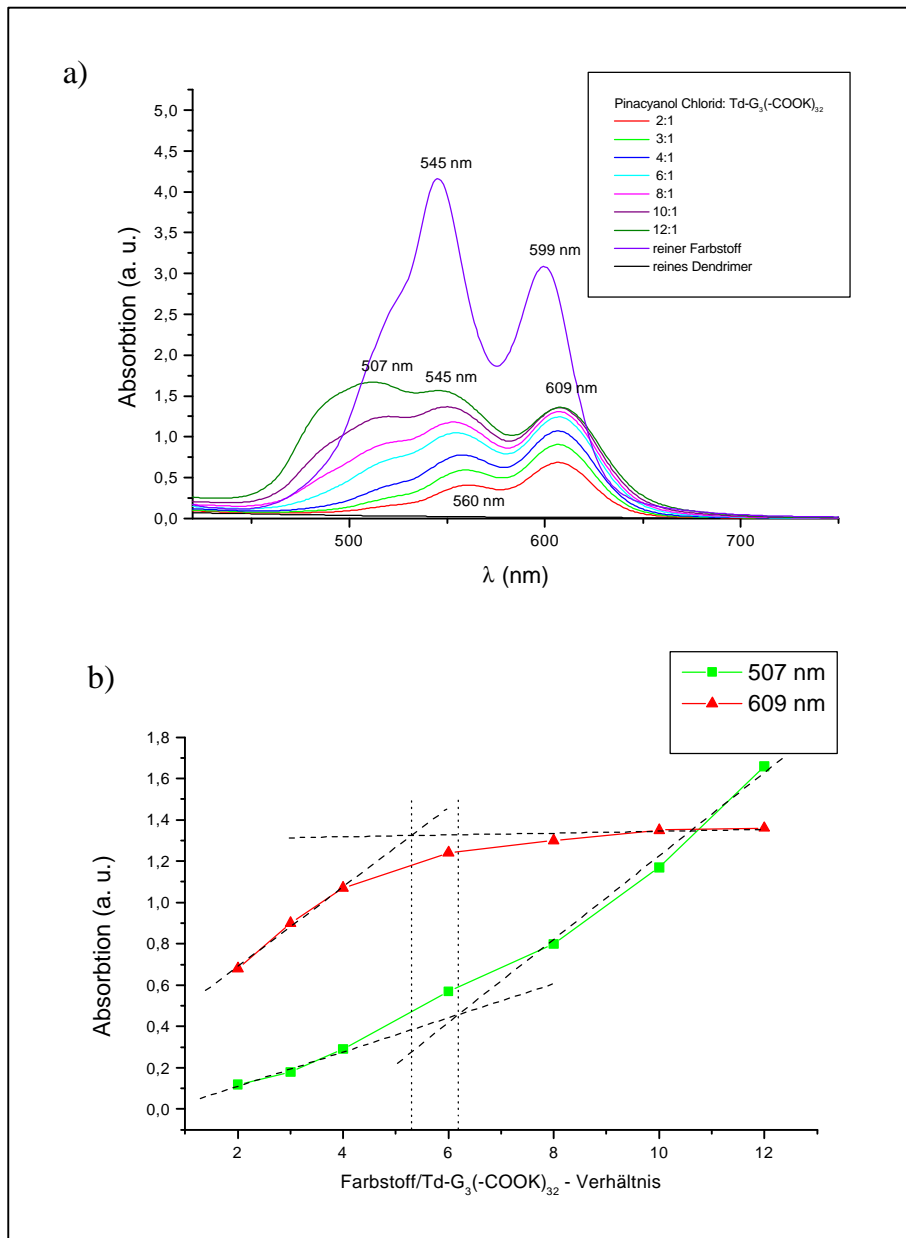 a)
Pinacyanol Chlorid: Td-G₃(-COOK)₃₂
2:1
3:1
4:1
6:1
8:1
10:1
12:1
reiner Farbstoff
reines Dendrimer
545 nm
599 nm
507 nm
545 nm
609 nm
560 nm
5,0
4,5
4,0
3,5
3,0
2,5
2,0
1,5
1,0
0,5
0,0
Absorbtion (a. u.)
500 600 700
λ (nm)
b)
507 nm
609 nm
1,8
1,6
1,4
1,2
1,0
0,8
0,6
0,4
0,2
0,0
Absorbtion (a. u.)
2 4 6 8 10 12
Farbstoff/Td-G₃(-COOK)₃₂ - Verhältnis